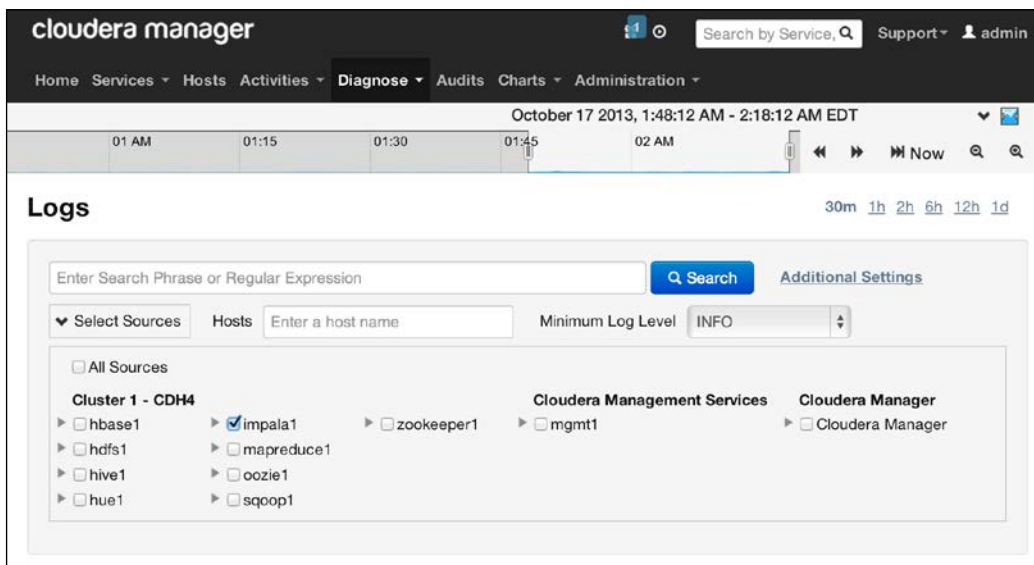 cloudera manager
1
Search by Service,
Support
admin
Home Services Hosts Activities Diagnose Audits Charts Administration
October 17 2013, 1:48:12 AM - 2:18:12 AM EDT
01 AM 01:15 01:30 01:45 02 AM
Now
Logs
30m 1h 2h 6h 12h 1d
Enter Search Phrase or Regular Expression
Search
Additional Settings
Select Sources
Hosts
Enter a host name
Minimum Log Level
INFO
All Sources
Cluster 1 - CDH4
Cloudera Management Services
Cloudera Manager
hbase1 impala1 zookeeper1 mgmt1 Cloudera Manager
hdfs1 mapreduce1
hive1 oozie1
hue1 sqoop1